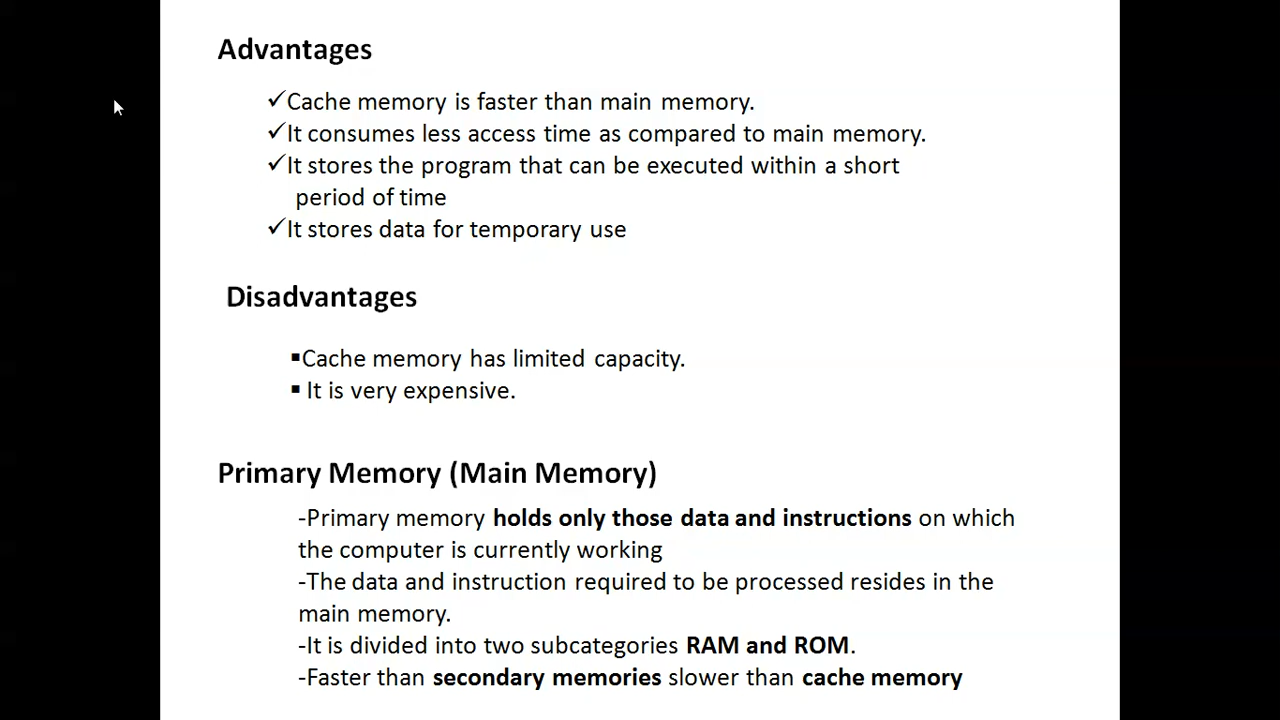 Advantages
✓Cache memory is faster than main memory.
✓It consumes less access time as compared to main memory.
✓It stores the program that can be executed within a short
period of time
✓It stores data for temporary use
Disadvantages
▪Cache memory has limited capacity.
▪ It is very expensive.
Primary Memory (Main Memory)
-Primary memory holds only those data and instructions on which
the computer is currently working
-The data and instruction required to be processed resides in the
main memory.
-It is divided into two subcategories RAM and ROM.
-Faster than secondary memories slower than cache memory